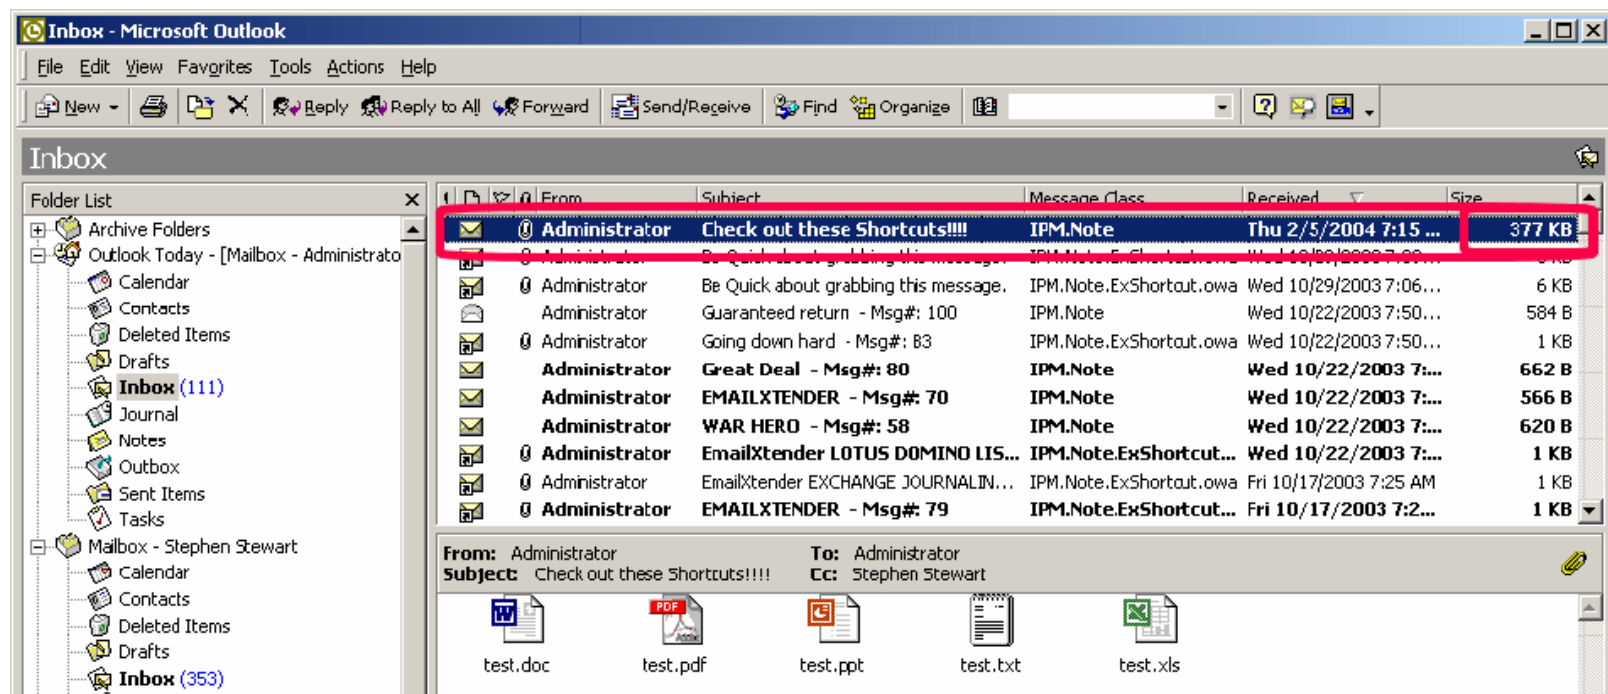 Inbox - Microsoft Outlook
File Edit View Favorites Tools Actions Help
New Reply Reply to All Forward Send/Receive Find Organize
Inbox
Folder List
From Subject Message Class Received Size
Archive Folders
Administrator Check out these Shortcuts!!!! IPM.Note Thu 2/5/2004 7:15 ... 377 KB
Outlook Today - [Mailbox - Administrato
Calendar
Administrator Be Quick about grabbing this message. IPM.Note.ExShortcut.owa Wed 10/29/2003 7:06... 6 KB
Contacts
Administrator Guaranteed return - Msg#: 100 IPM.Note Wed 10/22/2003 7:50... 584 B
Deleted Items
Administrator Going down hard - Msg#: 83 IPM.Note.ExShortcut.owa Wed 10/22/2003 7:50... 1 KB
Drafts
Administrator Great Deal - Msg#: 80 IPM.Note Wed 10/22/2003 7:... 662 B
Inbox (111)
Administrator EMAILXTENDER - Msg#: 70 IPM.Note Wed 10/22/2003 7:... 566 B
Journal
Administrator WAR HERO - Msg#: 58 IPM.Note Wed 10/22/2003 7:... 620 B
Notes
Administrator EmailXtender LOTUS DOMINO LIS... IPM.Note.ExShortcut... Wed 10/22/2003 7:... 1 KB
Outbox
Administrator EmailXtender EXCHANGE JOURNALIN... IPM.Note.ExShortcut.owa Fri 10/17/2003 7:25 AM 1 KB
Sent Items
Administrator EMAILXTENDER - Msg#: 79 IPM.Note.ExShortcut... Fri 10/17/2003 7:2... 1 KB
Tasks
Mailbox - Stephen Stewart
Calendar
Contacts
Deleted Items
Drafts
Inbox (353)
From: Administrator To: Administrator
Subject: Check out these Shortcuts!!!! Cc: Stephen Stewart
PDF
test.doc test.pdf test.ppt test.txt test.xls